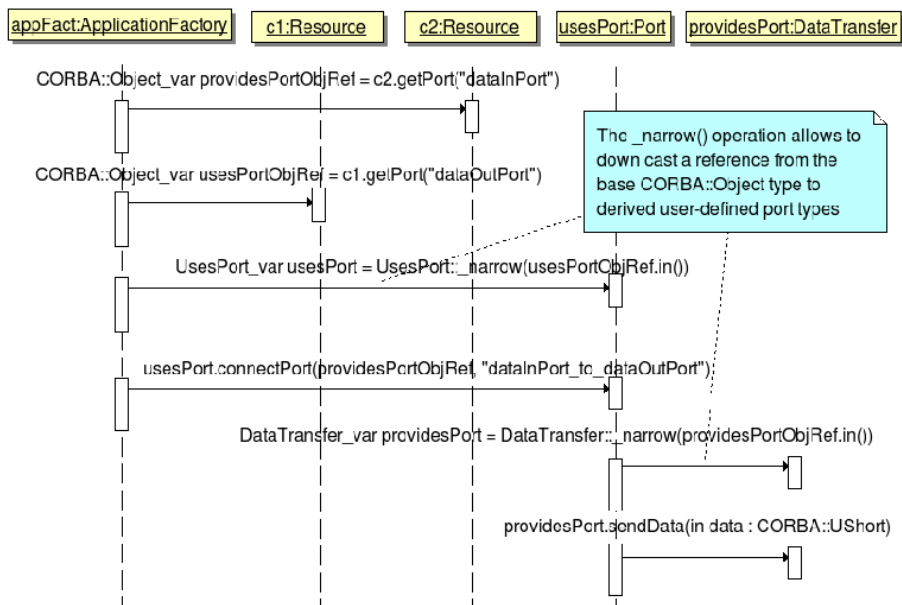 appFact:ApplicationFactory c1:Resource c2:Resource usesPort:Port providesPort:DataTransfer
CORBA::Object_var providesPortObjRef = c2.getPort("dataInPort")
The _narrow() operation allows to
down cast a reference from the
base CORBA::Object type to
derived user-defined port types
CORBA::Object_var usesPortObjRef = c1.getPort("dataOutPort")
UsesPort_var usesPort = UsesPort::_narrow(usesPortObjRef.in())
usesPort.connectPort(providesPortObjRef, "dataInPort_to_dataOutPort")
DataTransfer_var providesPort = DataTransfer::_narrow(providesPortObjRef.in())
providesPort.sendData(in data : CORBA::UShort)